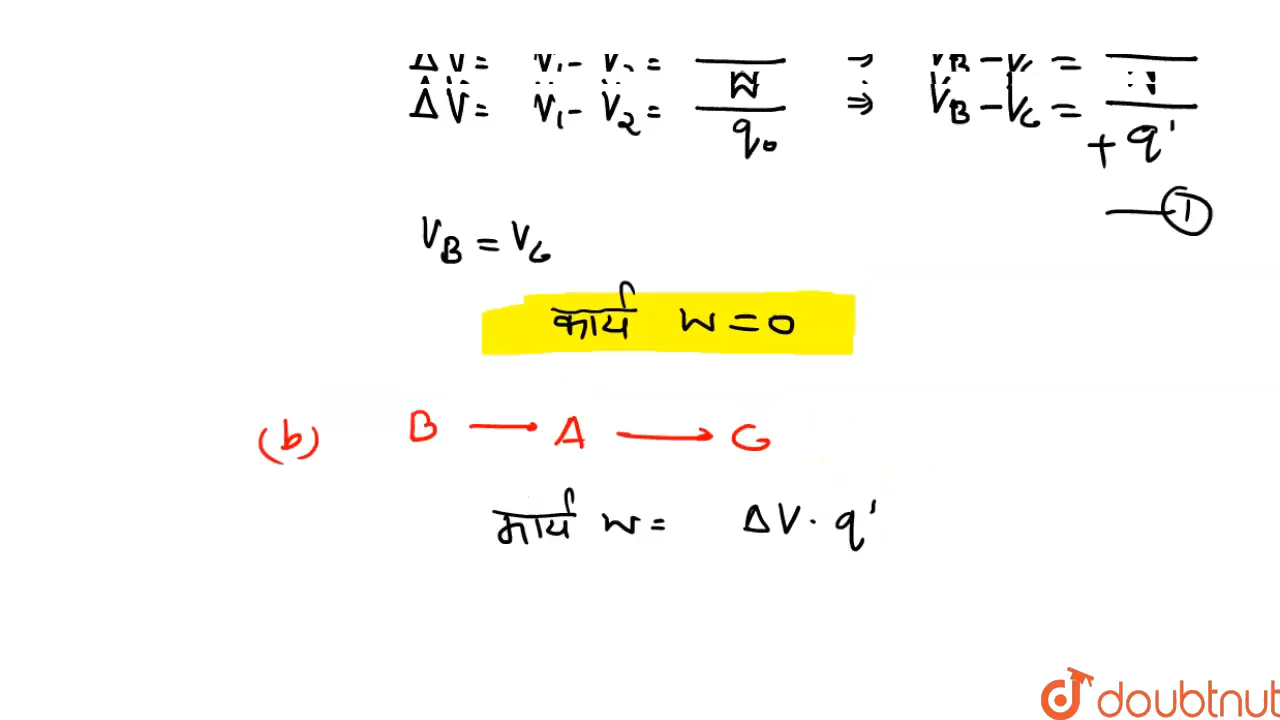 ΔV = V₁ - V₂ = W/q₀ ⇒ V_B - V_C = W/+q'
—①
V_B = V_C
कार्य W = 0
(b) B → A → C
कार्य W = ΔV · q'
doubtnut